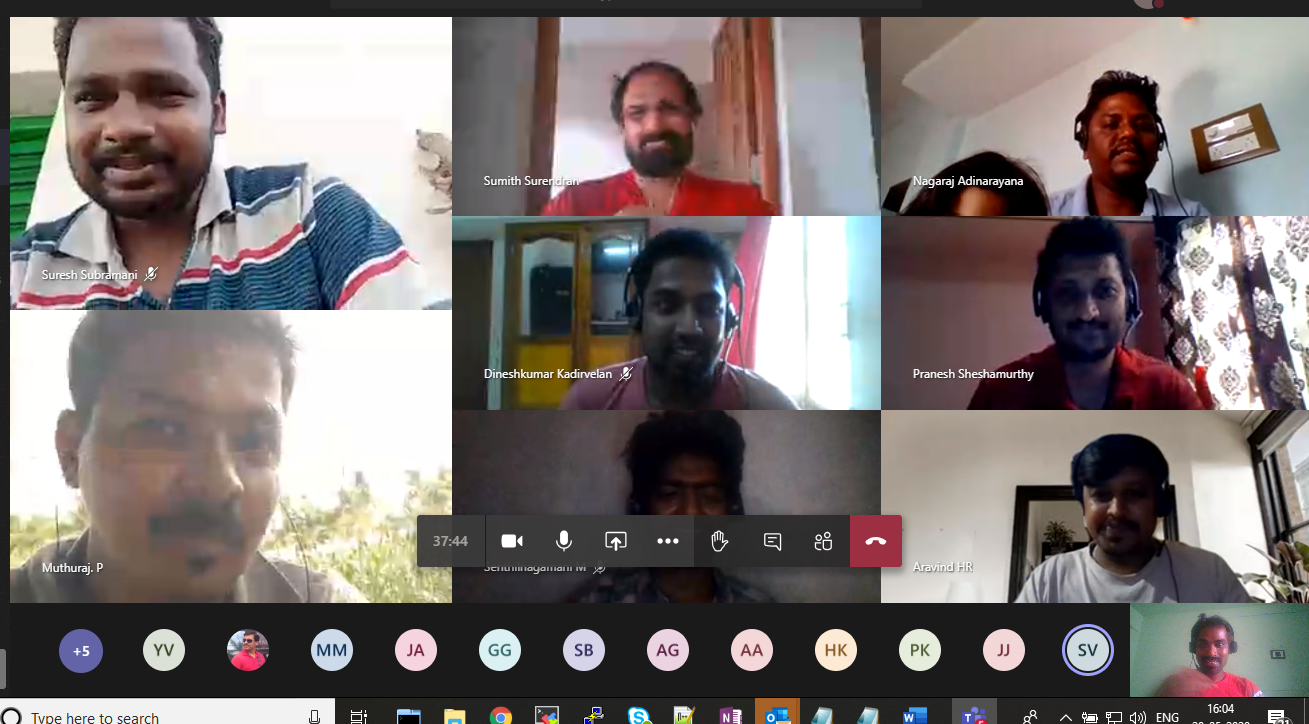 Suresh Subramani
Sumith Surendran
Nagaraj Adinarayana
Dineshkumar Kadirvelan
Pranesh Sheshamurthy
Muthuraj. P
Senthilnagamani M
Aravind HR
37:44
+5
YV
MM
JA
GG
SB
AG
AA
HK
PK
JJ
SV
Type here to search
ENG
16:04